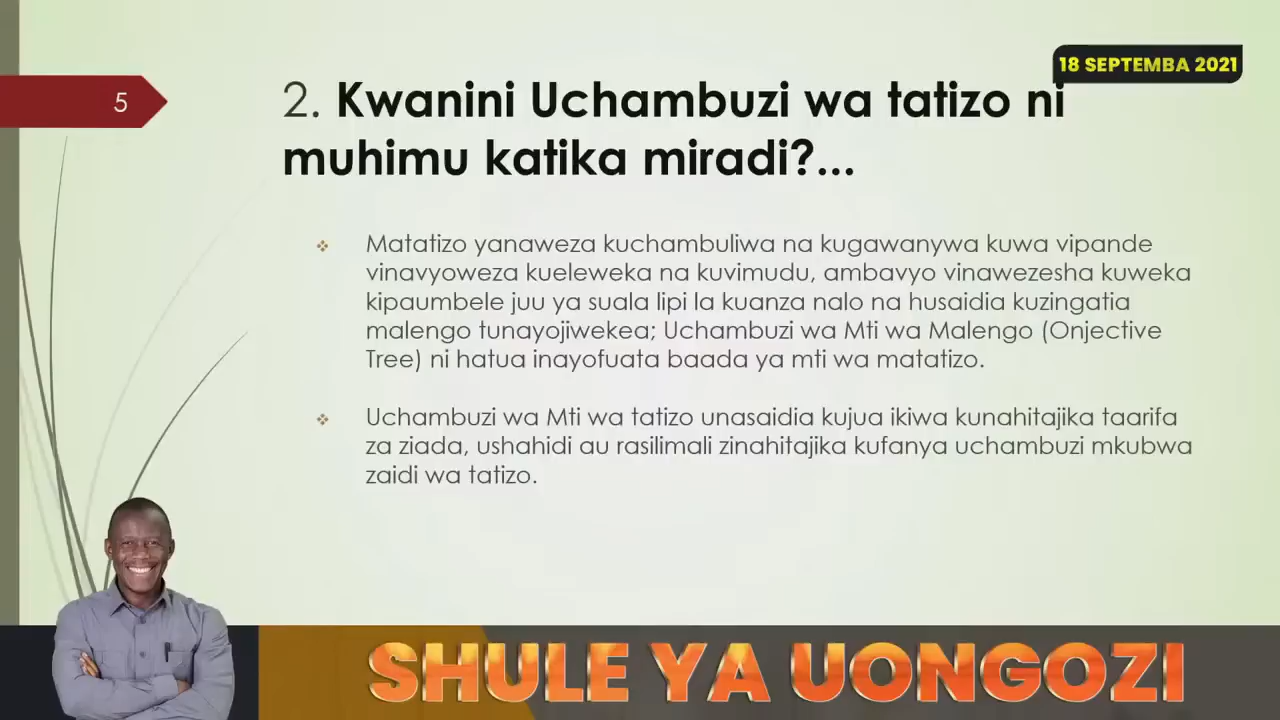 18 SEPTEMBA 2021
5
2. Kwanini Uchambuzi wa tatizo ni
muhimu katika miradi?...
Matatizo yanaweza kuchambuliwa na kugawanywa kuwa vipande
vinavyoweza kueleweka na kuvimudu, ambavyo vinawezesha kuweka
kipaumbele juu ya suala lipi la kuanza nalo na husaidia kuzingatia
malengo tunayojiwekea; Uchambuzi wa Mti wa Malengo (Onjective
Tree) ni hatua inayofuata baada ya mti wa matatizo.
Uchambuzi wa Mti wa tatizo unasaidia kujua ikiwa kunahitajika taarifa
za ziada, ushahidi au rasilimali zinahitajika kufanya uchambuzi mkubwa
zaidi wa tatizo.
SHULE YA UONGOZI